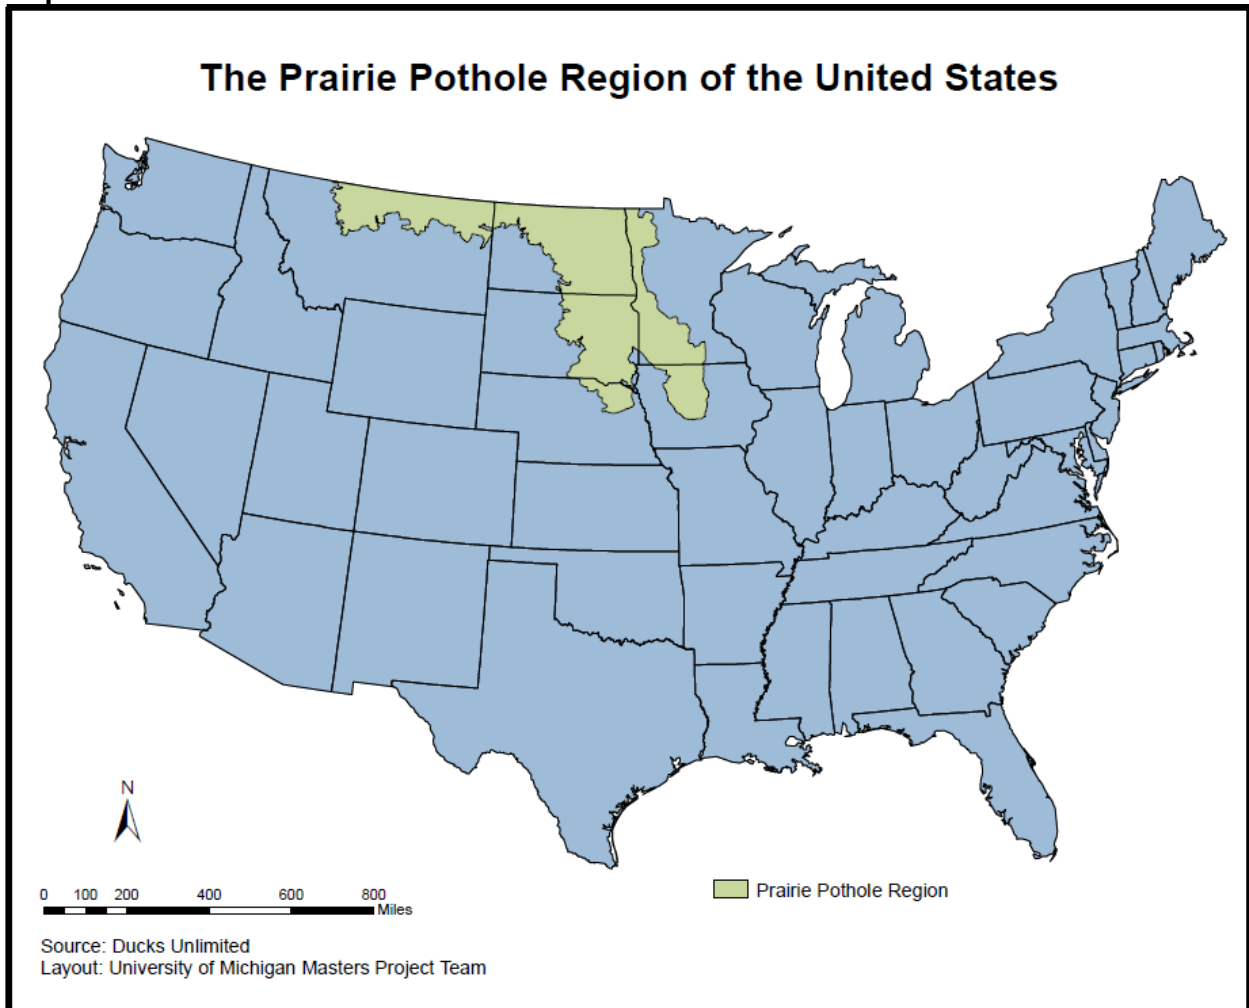 The Prairie Pothole Region of the United States
N
0 100 200 400 600 800
Miles
Prairie Pothole Region
Source: Ducks Unlimited
Layout: University of Michigan Masters Project Team